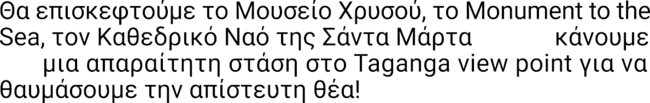 Θα επισκεφτούμε το Μουσείο Χρυσού, το Monument to the
Sea, τον Καθεδρικό Ναό της Σάντα Μάρτα κάνουμε
μια απαραίτητη στάση στο Taganga view point για να
θαυμάσουμε την απίστευτη θέα!